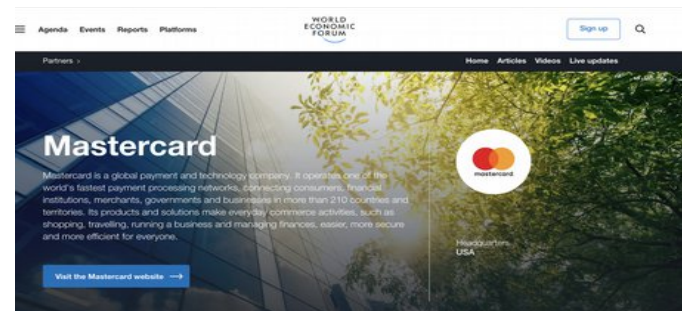 WORLD
ECONOMIC
FORUM
Agenda Events Reports Platforms
Sign up
Partners ›
Home Articles Videos Live updates
Mastercard
Mastercard is a global payment and technology company. It operates one of the
world's fastest payment processing networks, connecting consumers, financial
institutions, merchants, governments and businesses in more than 210 countries and
territories. Its products and solutions make everyday commerce activities, such as
shopping, travelling, running a business and managing finances, easier, more secure
and more efficient for everyone.
Visit the Mastercard website →
mastercard
Headquarters
USA